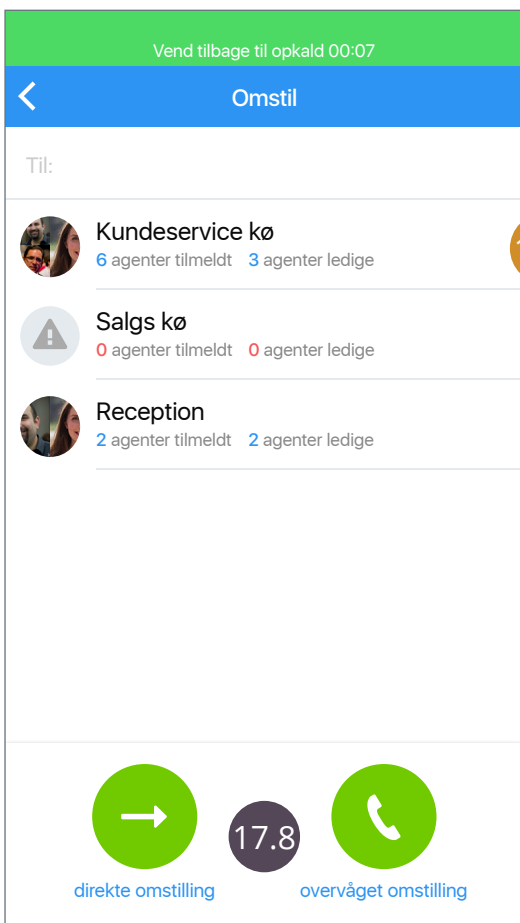 Vend tilbage til opkald 00:07
Omstil
Til:
Kundeservice kø
6 agenter tilmeldt 3 agenter ledige
Salgs kø
0 agenter tilmeldt 0 agenter ledige
Reception
2 agenter tilmeldt 2 agenter ledige
17.8
direkte omstilling overvåget omstilling